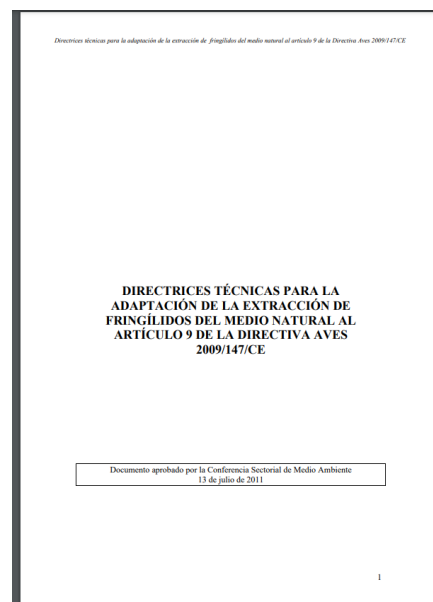 Directrices técnicas para la adaptación de la extracción de fringílidos del medio natural al artículo 9 de la Directiva Aves 2009/147/CE
DIRECTRICES TÉCNICAS PARA LA
ADAPTACIÓN DE LA EXTRACCIÓN DE
FRINGÍLIDOS DEL MEDIO NATURAL AL
ARTÍCULO 9 DE LA DIRECTIVA AVES
2009/147/CE
Documento aprobado por la Conferencia Sectorial de Medio Ambiente
13 de julio de 2011
1